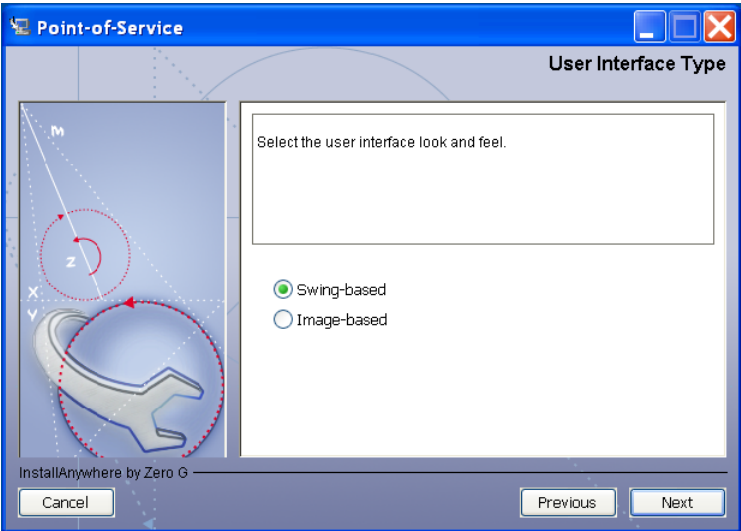 Point-of-Service
User Interface Type
M
Z
X
Y
Select the user interface look and feel.
Swing-based
Image-based
InstallAnywhere by Zero G
Cancel
Previous
Next